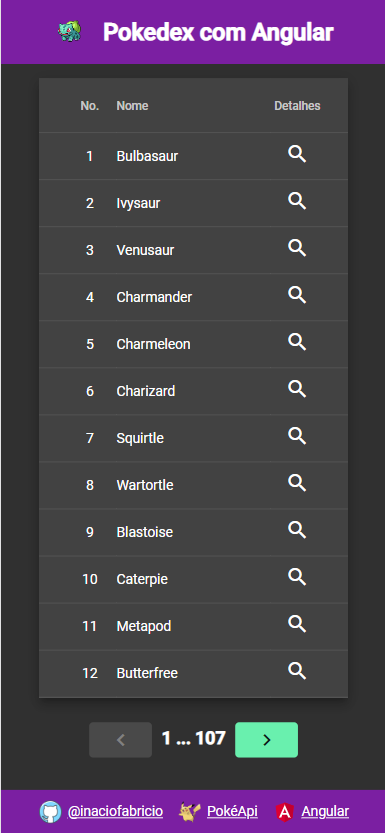 Pokedex com Angular
No. Nome Detalhes
1 Bulbasaur
2 Ivysaur
3 Venusaur
4 Charmander
5 Charmeleon
6 Charizard
7 Squirtle
8 Wartortle
9 Blastoise
10 Caterpie
11 Metapod
12 Butterfree
1 ... 107
@inaciofabricio PokéApi Angular